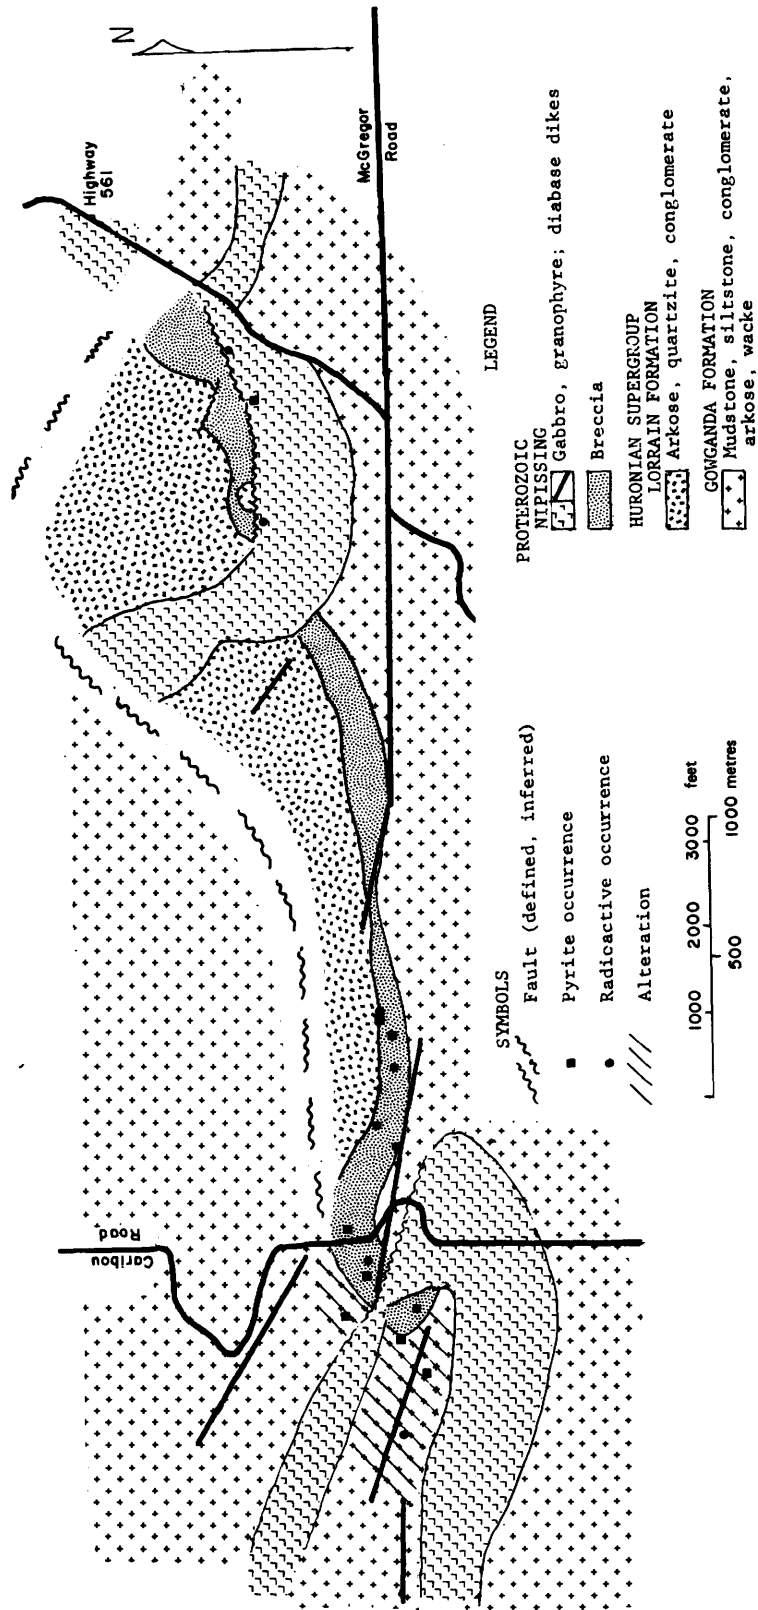 N
Highway
561
McGregor
Road
Caribou
Road
LEGEND
PROTEROZOIC
NIPISSING
Gabbro, granophyre; diabase dikes
Breccia
HURONIAN SUPERGROUP
LORRAIN FORMATION
Arkose, quartzite, conglomerate
GOWGANDA FORMATION
Mudstone, siltstone, conglomerate,
arkose, wacke
SYMBOLS
Fault (defined, inferred)
Pyrite occurrence
Radioactive occurrence
Alteration
1000 2000 3000 feet
500 1000 metres